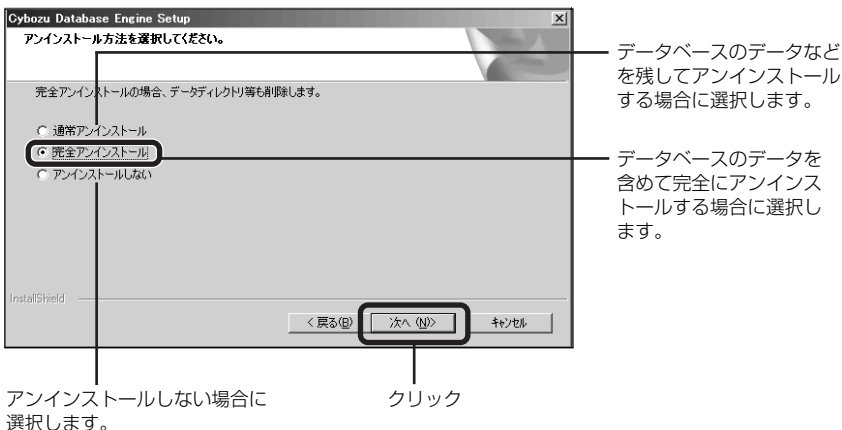 Cybozu Database Engine Setup
アンインストール方法を選択してください。
完全アンインストールの場合、データディレクトリ等も削除します。
通常アンインストール
完全アンインストール
アンインストールしない
InstallShield
< 戻る(B)
次へ (N)>
キャンセル
データベースのデータなど
を残してアンインストール
する場合に選択します。
データベースのデータを
含めて完全にアンインス
トールする場合に選択し
ます。
アンインストールしない場合に
選択します。
クリック